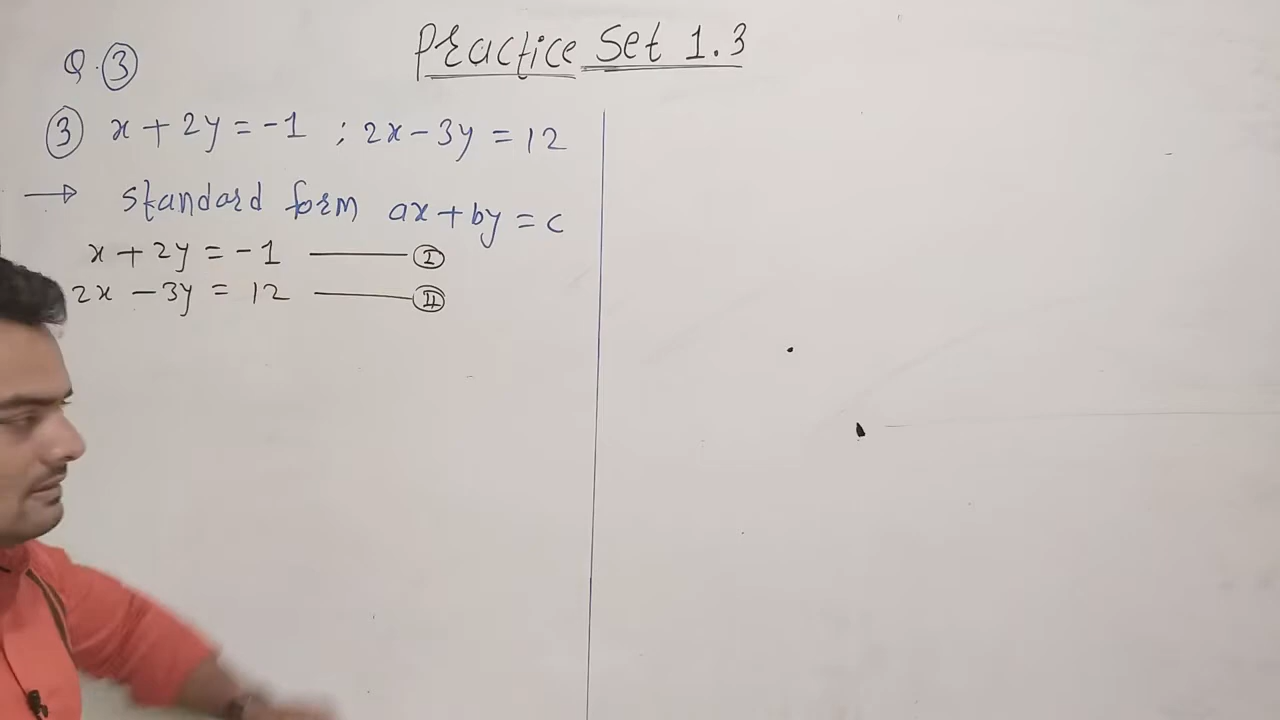 Practice Set 1.3
Q.③
③ x + 2y = -1 ; 2x - 3y = 12
→ Standard form ax + by = c
x + 2y = -1 —— Ⓘ
2x - 3y = 12 —— Ⓘⓘ